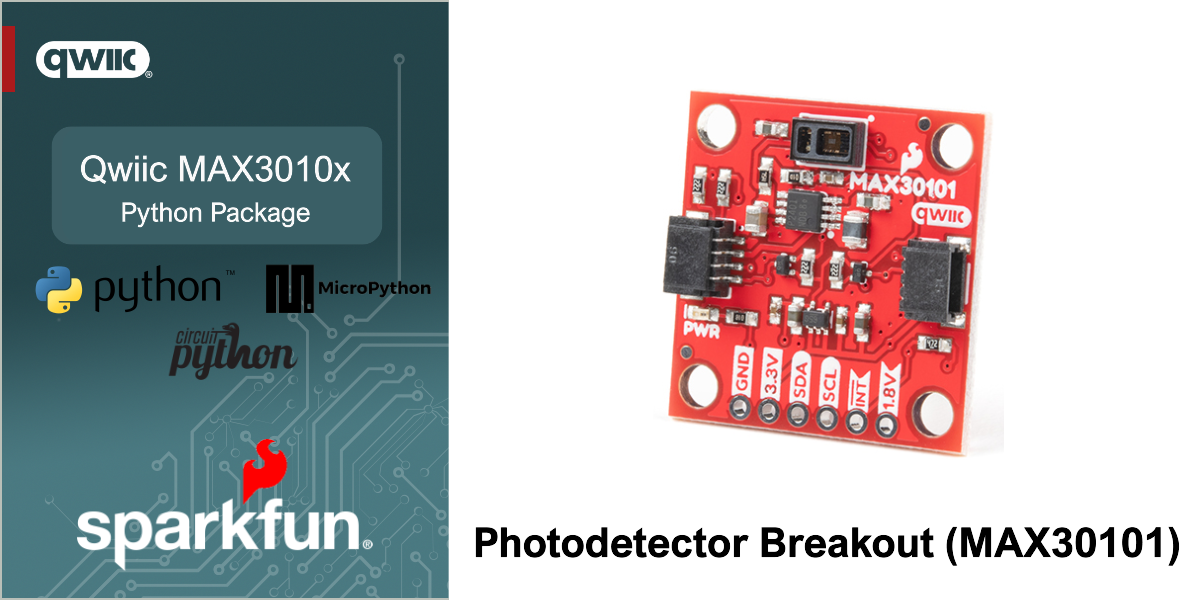 qwiic®
Qwiic MAX3010x
Python Package
python™
MicroPython
circuit
python
sparkfun®
MAX30101
qwiic
PWR
GND
3.3V
SDA
SCL
INT
1.8V
Photodetector Breakout (MAX30101)